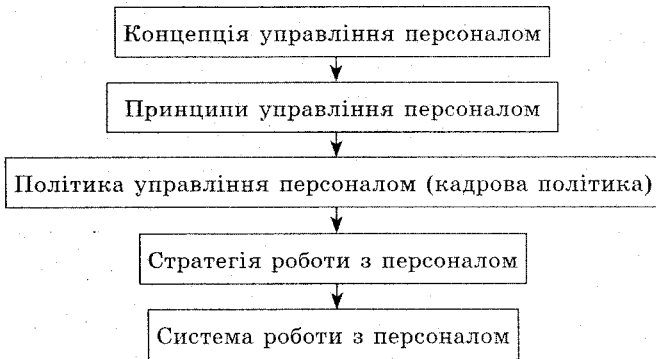 Концепція управління персоналом
Принципи управління персоналом
Політика управління персоналом (кадрова політика)
Стратегія роботи з персоналом
Система роботи з персоналом